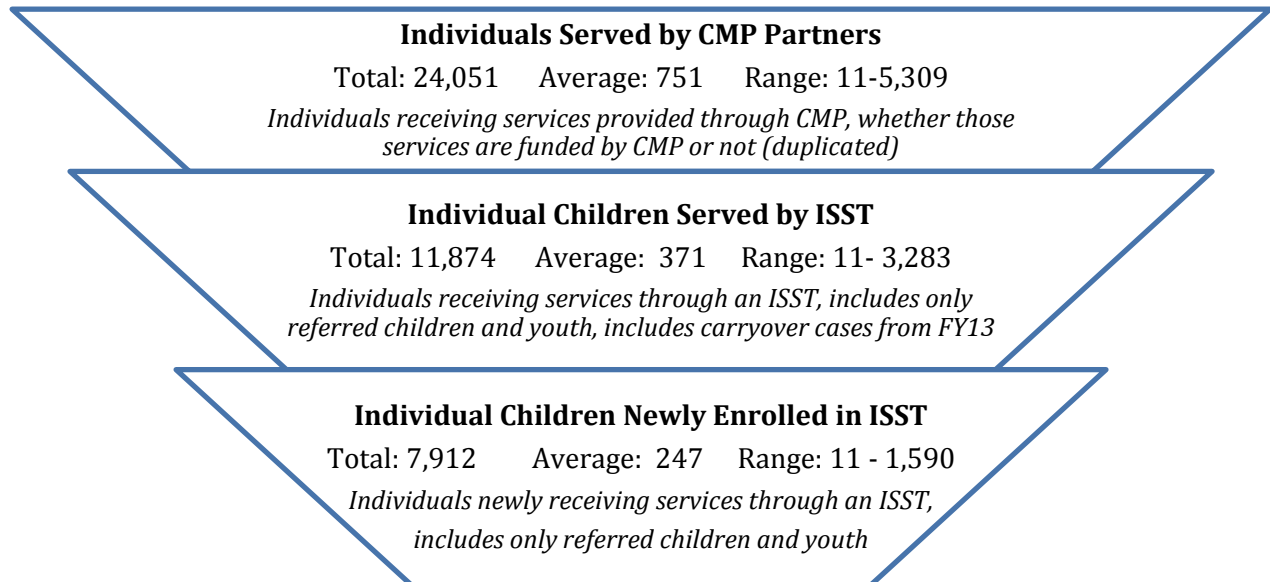 Individuals Served by CMP Partners
Total: 24,051 Average: 751 Range: 11-5,309
Individuals receiving services provided through CMP, whether those
services are funded by CMP or not (duplicated)
Individual Children Served by ISST
Total: 11,874 Average: 371 Range: 11- 3,283
Individuals receiving services through an ISST, includes only
referred children and youth, includes carryover cases from FY13
Individual Children Newly Enrolled in ISST
Total: 7,912 Average: 247 Range: 11 - 1,590
Individuals newly receiving services through an ISST,
includes only referred children and youth